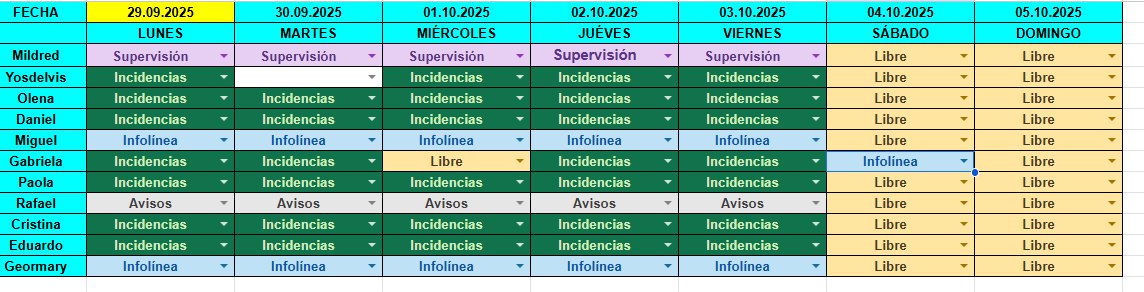 FECHA 29.09.2025 30.09.2025 01.10.2025 02.10.2025 03.10.2025 04.10.2025 05.10.2025
LUNES MARTES MIÉRCOLES JUÉVES VIERNES SÁBADO DOMINGO
Mildred Supervisión Supervisión Supervisión Supervisión Supervisión Libre Libre
Yosdelvis Incidencias Incidencias Incidencias Incidencias Libre Libre
Olena Incidencias Incidencias Incidencias Incidencias Incidencias Libre Libre
Daniel Incidencias Incidencias Incidencias Incidencias Incidencias Libre Libre
Miguel Infolínea Infolínea Infolínea Infolínea Infolínea Libre Libre
Gabriela Incidencias Incidencias Libre Incidencias Incidencias Infolínea Libre
Paola Incidencias Incidencias Incidencias Incidencias Incidencias Libre Libre
Rafael Avisos Avisos Avisos Avisos Avisos Libre Libre
Cristina Incidencias Incidencias Incidencias Incidencias Incidencias Libre Libre
Eduardo Incidencias Incidencias Incidencias Incidencias Incidencias Libre Libre
Geormary Infolínea Infolínea Infolínea Infolínea Infolínea Libre Libre